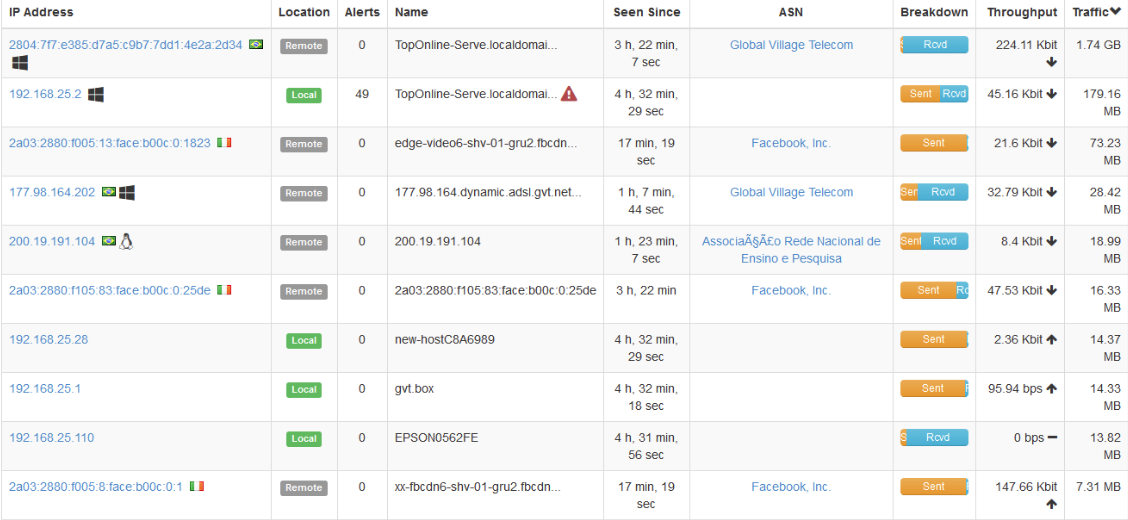 IP Address Location Alerts Name Seen Since ASN Breakdown Throughput Traffic
2804:7f7:e385:d7a5:c9b7:7dd1:4e2a:2d34 Remote 0 TopOnline-Serve.localdomai... 3 h, 22 min, Global Village Telecom S Rcvd 224.11 Kbit 1.74 GB
7 sec
192.168.25.2 Local 49 TopOnline-Serve.localdomai... 4 h, 32 min, Sent Rcvd 45.16 Kbit 179.16
29 sec MB
2a03:2880:f005:13:face:b00c:0:1823 Remote 0 edge-video6-shv-01-gru2.fbcdn... 17 min, 19 Facebook, Inc. Sent 21.6 Kbit 73.23
sec MB
177.98.164.202 Remote 0 177.98.164.dynamic.adsl.gvt.net... 1 h, 7 min, Global Village Telecom Ser Rcvd 32.79 Kbit 28.42
44 sec MB
200.19.191.104 Remote 0 200.19.191.104 1 h, 23 min, AssociaÃ§Ã£o Rede Nacional de Sent Rcvd 8.4 Kbit 18.99
7 sec Ensino e Pesquisa MB
2a03:2880:f105:83:face:b00c:0:25de Remote 0 2a03:2880:f105:83:face:b00c:0:25de 3 h, 22 min Facebook, Inc. Sent Rc 47.53 Kbit 16.33
MB
192.168.25.28 Local 0 new-hostC8A6989 4 h, 32 min, Sent 2.36 Kbit 14.37
29 sec MB
192.168.25.1 Local 0 gvt.box 4 h, 32 min, Sent 95.94 bps 14.33
18 sec MB
192.168.25.110 Local 0 EPSON0562FE 4 h, 31 min, S Rcvd 0 bps 13.82
56 sec MB
2a03:2880:f005:8:face:b00c:0:1 Remote 0 xx-fbcdn6-shv-01-gru2.fbcdn... 17 min, 19 Facebook, Inc. Sent 147.66 Kbit 7.31 MB
sec